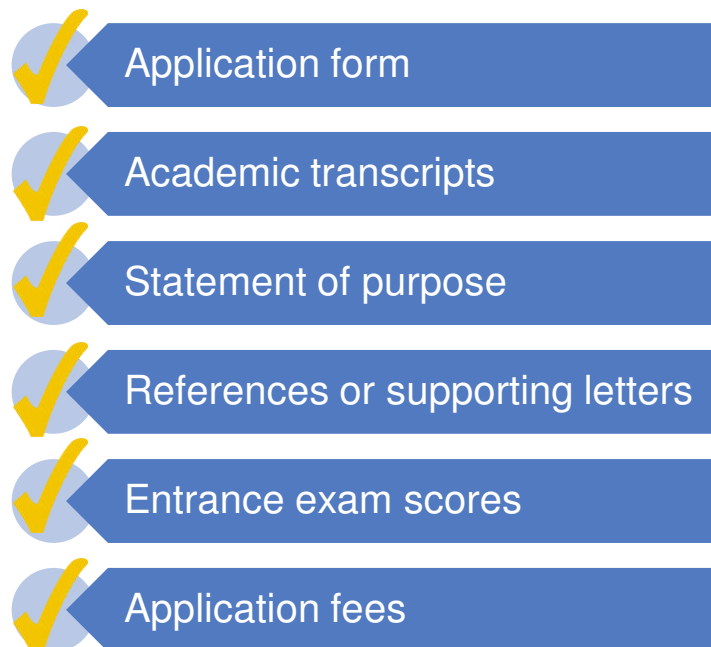 Application form
Academic transcripts
Statement of purpose
References or supporting letters
Entrance exam scores
Application fees